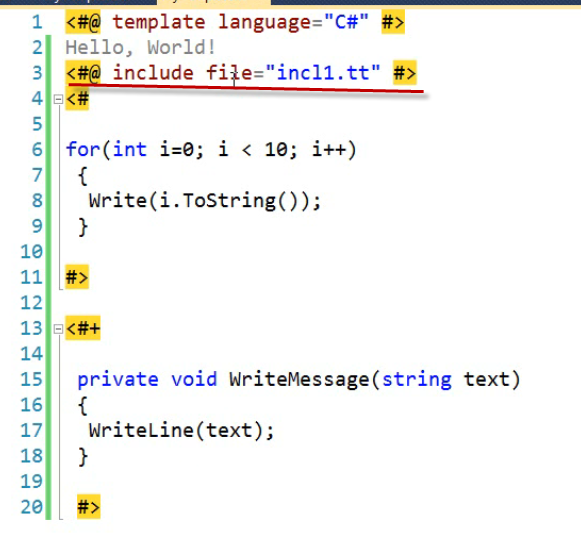 1 <#@ template language="C#" #>
2 Hello, World!
3 <#@ include file="incl1.tt" #>
4 <#
5
6 for(int i=0; i < 10; i++)
7 {
8 Write(i.ToString());
9 }
10
11 #>
12
13 <#+
14
15 private void WriteMessage(string text)
16 {
17 WriteLine(text);
18 }
19
20 #>